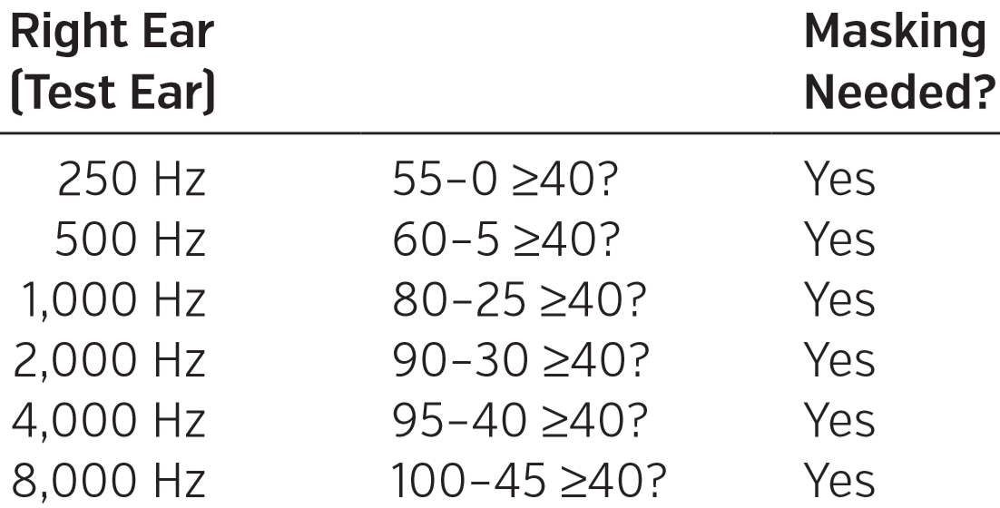 Right Ear Masking
(Test Ear) Needed?
250 Hz 55–0 ≥40? Yes
500 Hz 60–5 ≥40? Yes
1,000 Hz 80–25 ≥40? Yes
2,000 Hz 90–30 ≥40? Yes
4,000 Hz 95–40 ≥40? Yes
8,000 Hz 100–45 ≥40? Yes